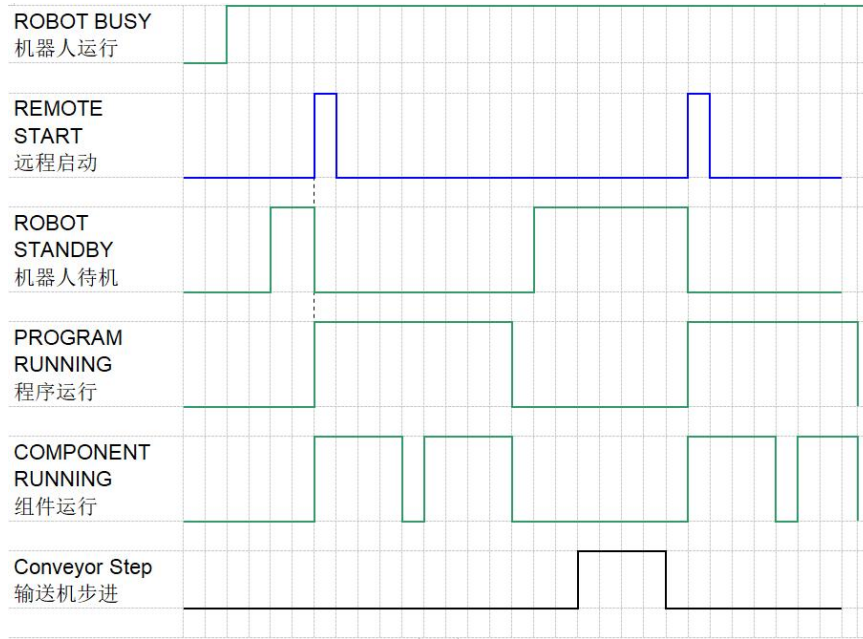 ROBOT BUSY
机器人运行
REMOTE
START
远程启动
ROBOT
STANDBY
机器人待机
PROGRAM
RUNNING
程序运行
COMPONENT
RUNNING
组件运行
Conveyor Step
输送机步进